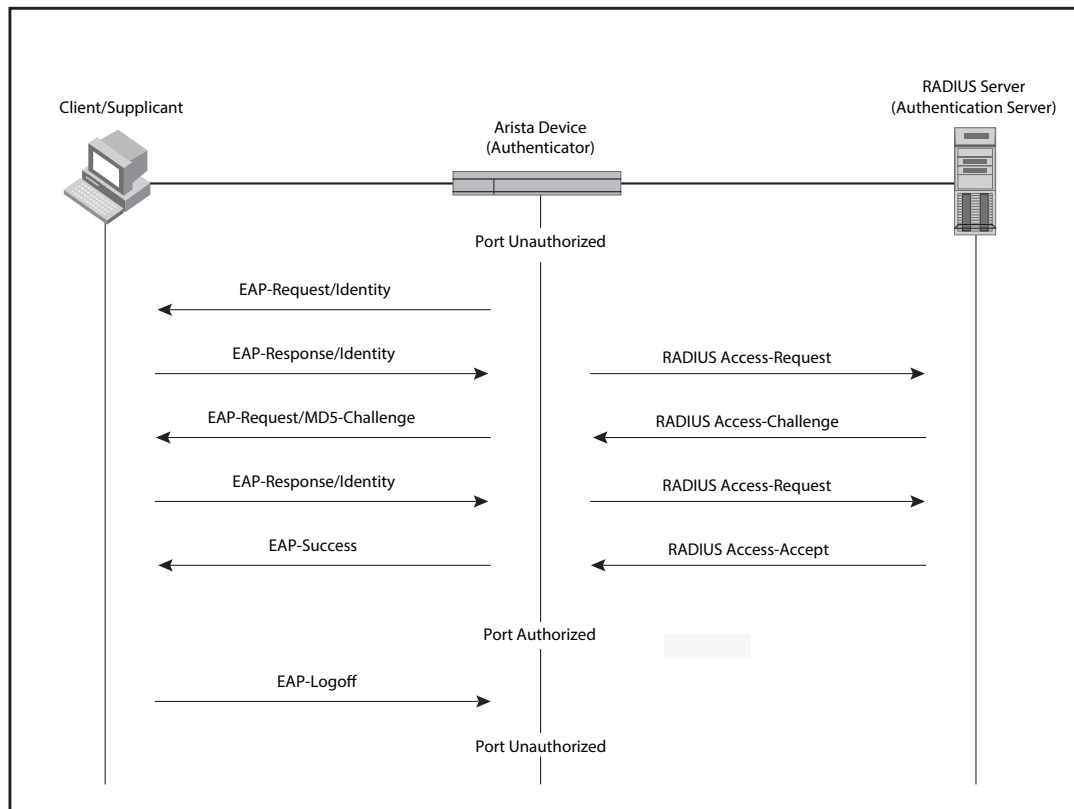 Client/Supplicant
Arista Device
(Authenticator)
RADIUS Server
(Authentication Server)
Port Unauthorized
EAP-Request/Identity
EAP-Response/Identity
RADIUS Access-Request
EAP-Request/MD5-Challenge
RADIUS Access-Challenge
EAP-Response/Identity
RADIUS Access-Request
EAP-Success
RADIUS Access-Accept
Port Authorized
EAP-Logoff
Port Unauthorized